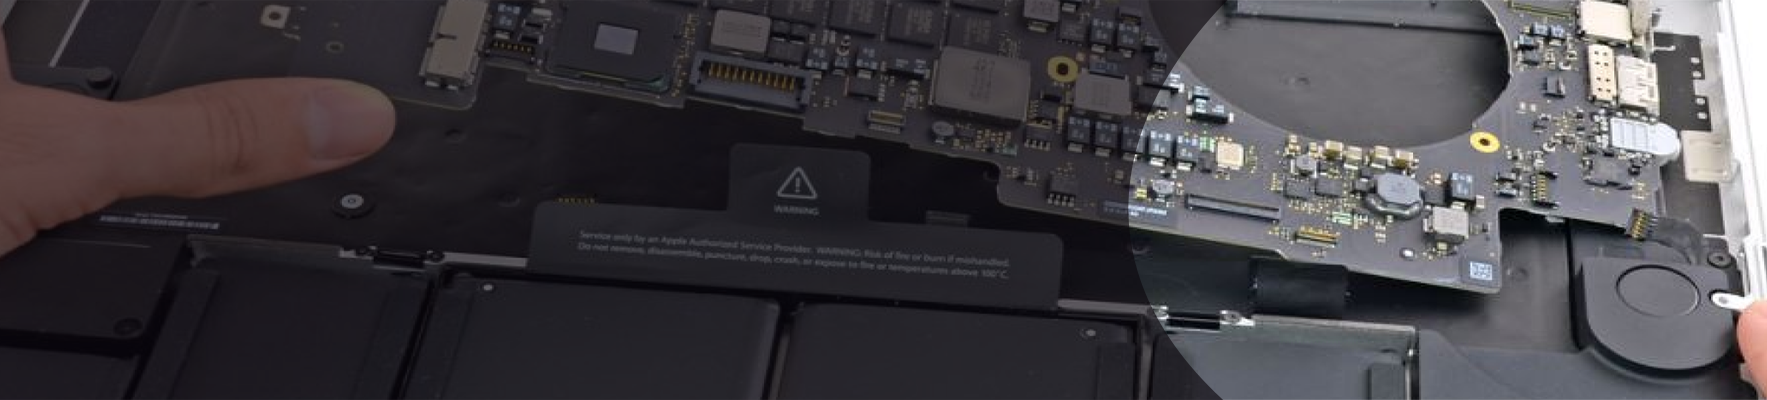 WARNING
Service only by an Apple Authorized Service Provider. WARNING: Risk of fire or burn if mishandled.
Do not remove, disassemble, puncture, drop, crush, or expose to fire or temperatures above 100°C.